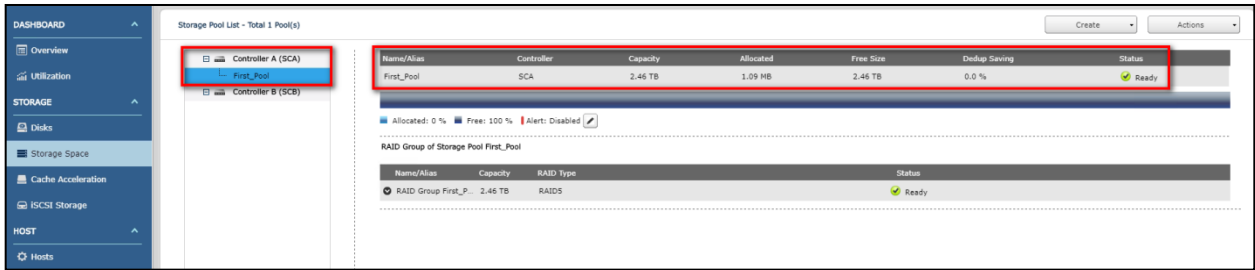 DASHBOARD
Overview
Utilization
STORAGE
Disks
Storage Space
Cache Acceleration
iSCSI Storage
HOST
Hosts
Storage Pool List - Total 1 Pool(s)
Create
Actions
Controller A (SCA)
First_Pool
Controller B (SCB)
Name/Alias Controller Capacity Allocated Free Size Dedup Saving Status
First_Pool SCA 2.46 TB 1.09 MB 2.46 TB 0.0 % Ready
Allocated: 0 % Free: 100 % Alert: Disabled
RAID Group of Storage Pool First_Pool
Name/Alias Capacity RAID Type Status
RAID Group First_P... 2.46 TB RAID5 Ready